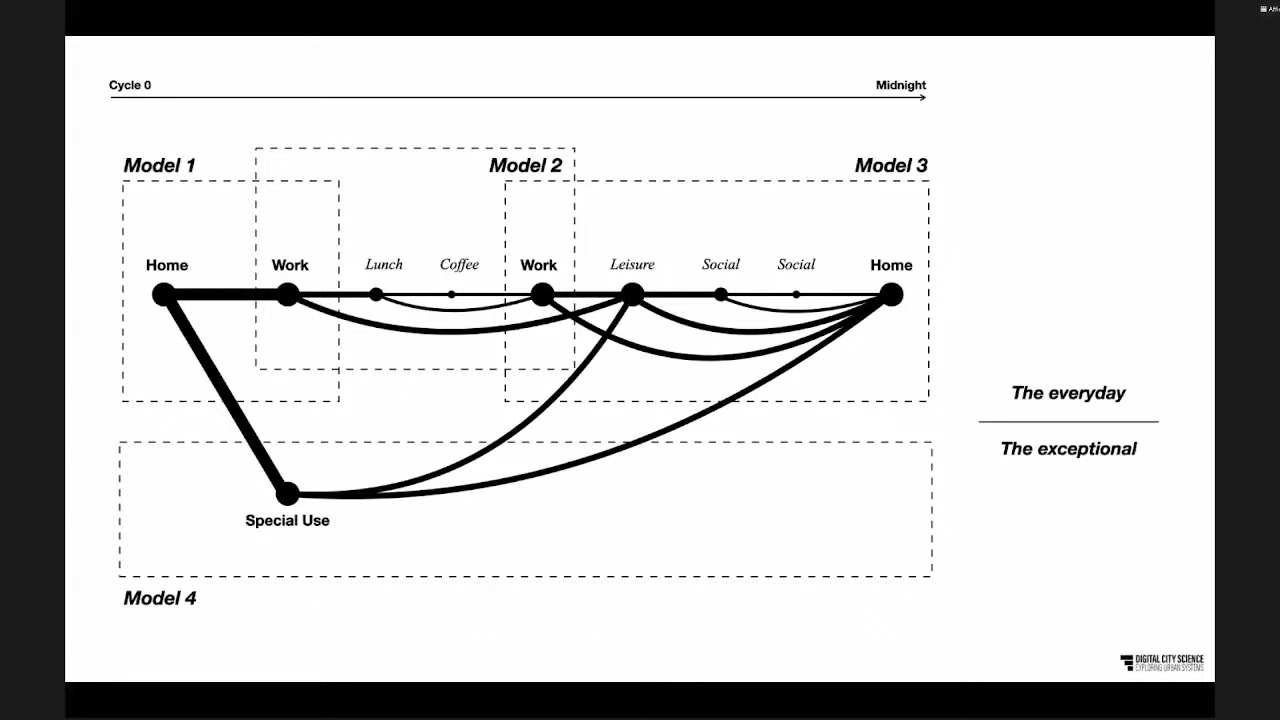 Cycle 0
Midnight
Model 1
Model 2
Model 3
Home
Work
Lunch
Coffee
Work
Leisure
Social
Social
Home
The everyday
The exceptional
Special Use
Model 4
DIGITAL CITY SCIENCE
EXPLORING URBAN SYSTEMS